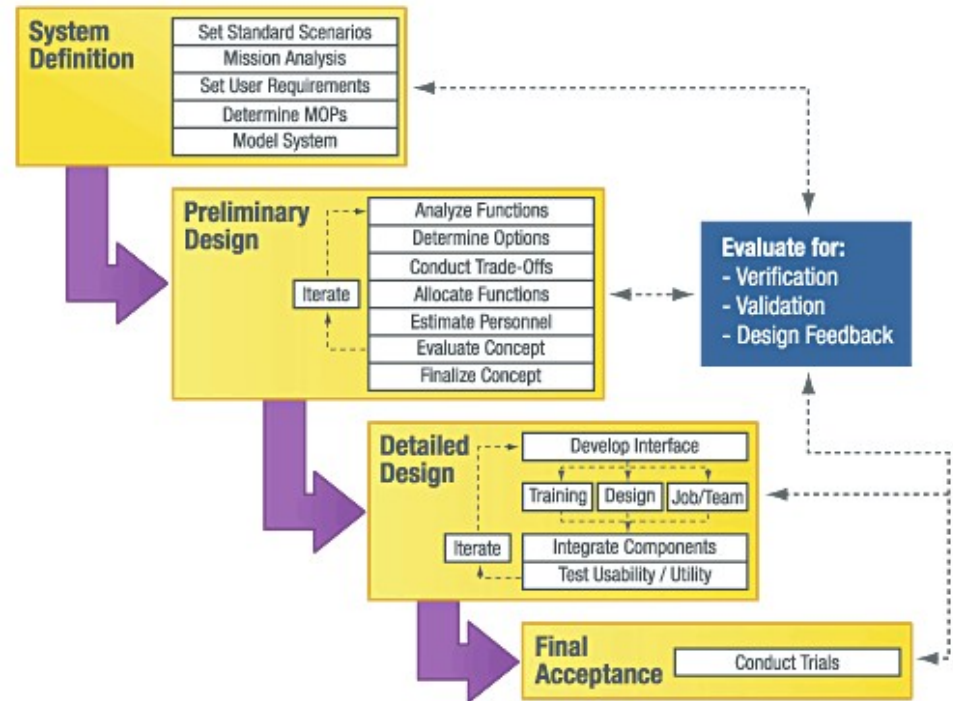 System
Definition
Set Standard Scenarios
Mission Analysis
Set User Requirements
Determine MOPs
Model System
Preliminary
Design
Iterate
Analyze Functions
Determine Options
Conduct Trade-Offs
Allocate Functions
Estimate Personnel
Evaluate Concept
Finalize Concept
Evaluate for:
- Verification
- Validation
- Design Feedback
Detailed
Design
Iterate
Develop Interface
Training Design Job/Team
Integrate Components
Test Usability / Utility
Final
Acceptance
Conduct Trials